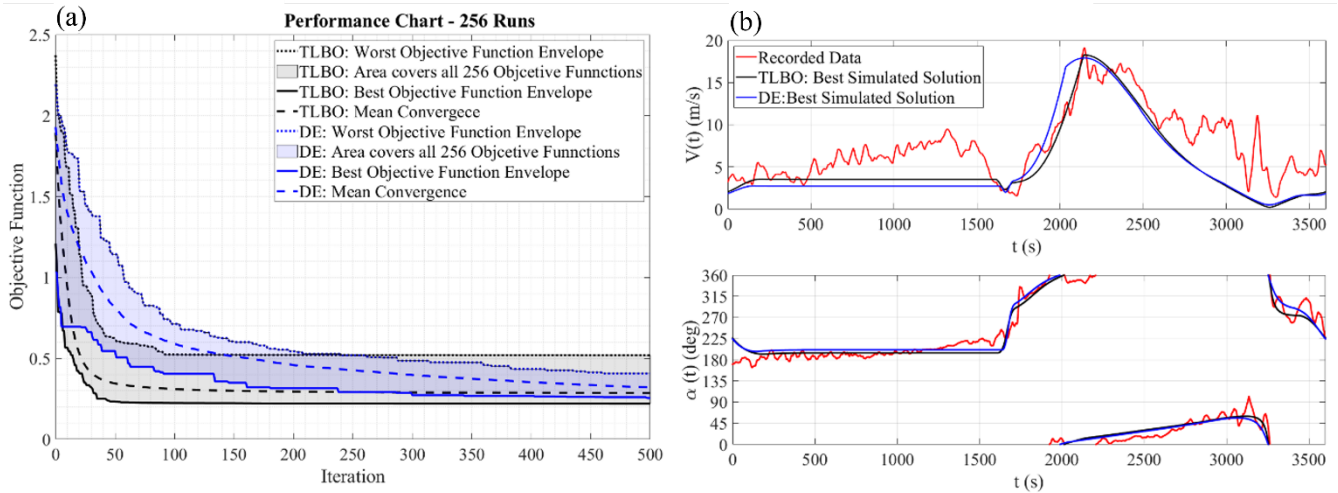 (a)
Performance Chart - 256 Runs
2.5
2
1.5
1
0.5
0
Objective Function
TLBO: Worst Objective Function Envelope
TLBO: Area covers all 256 Objcetive Funnctions
TLBO: Best Objective Function Envelope
TLBO: Mean Convergece
DE: Worst Objective Function Envelope
DE: Area covers all 256 Objcetive Funnctions
DE: Best Objective Function Envelope
DE: Mean Convergence
0 50 100 150 200 250 300 350 400 450 500
Iteration
(b)
20
15
10
5
0
V(t) (m/s)
Recorded Data
TLBO: Best Simulated Solution
DE:Best Simulated Solution
0 500 1000 1500 2000 2500 3000 3500
t (s)
360
315
270
225
180
135
90
45
0
α (t) (deg)
0 500 1000 1500 2000 2500 3000 3500
t (s)